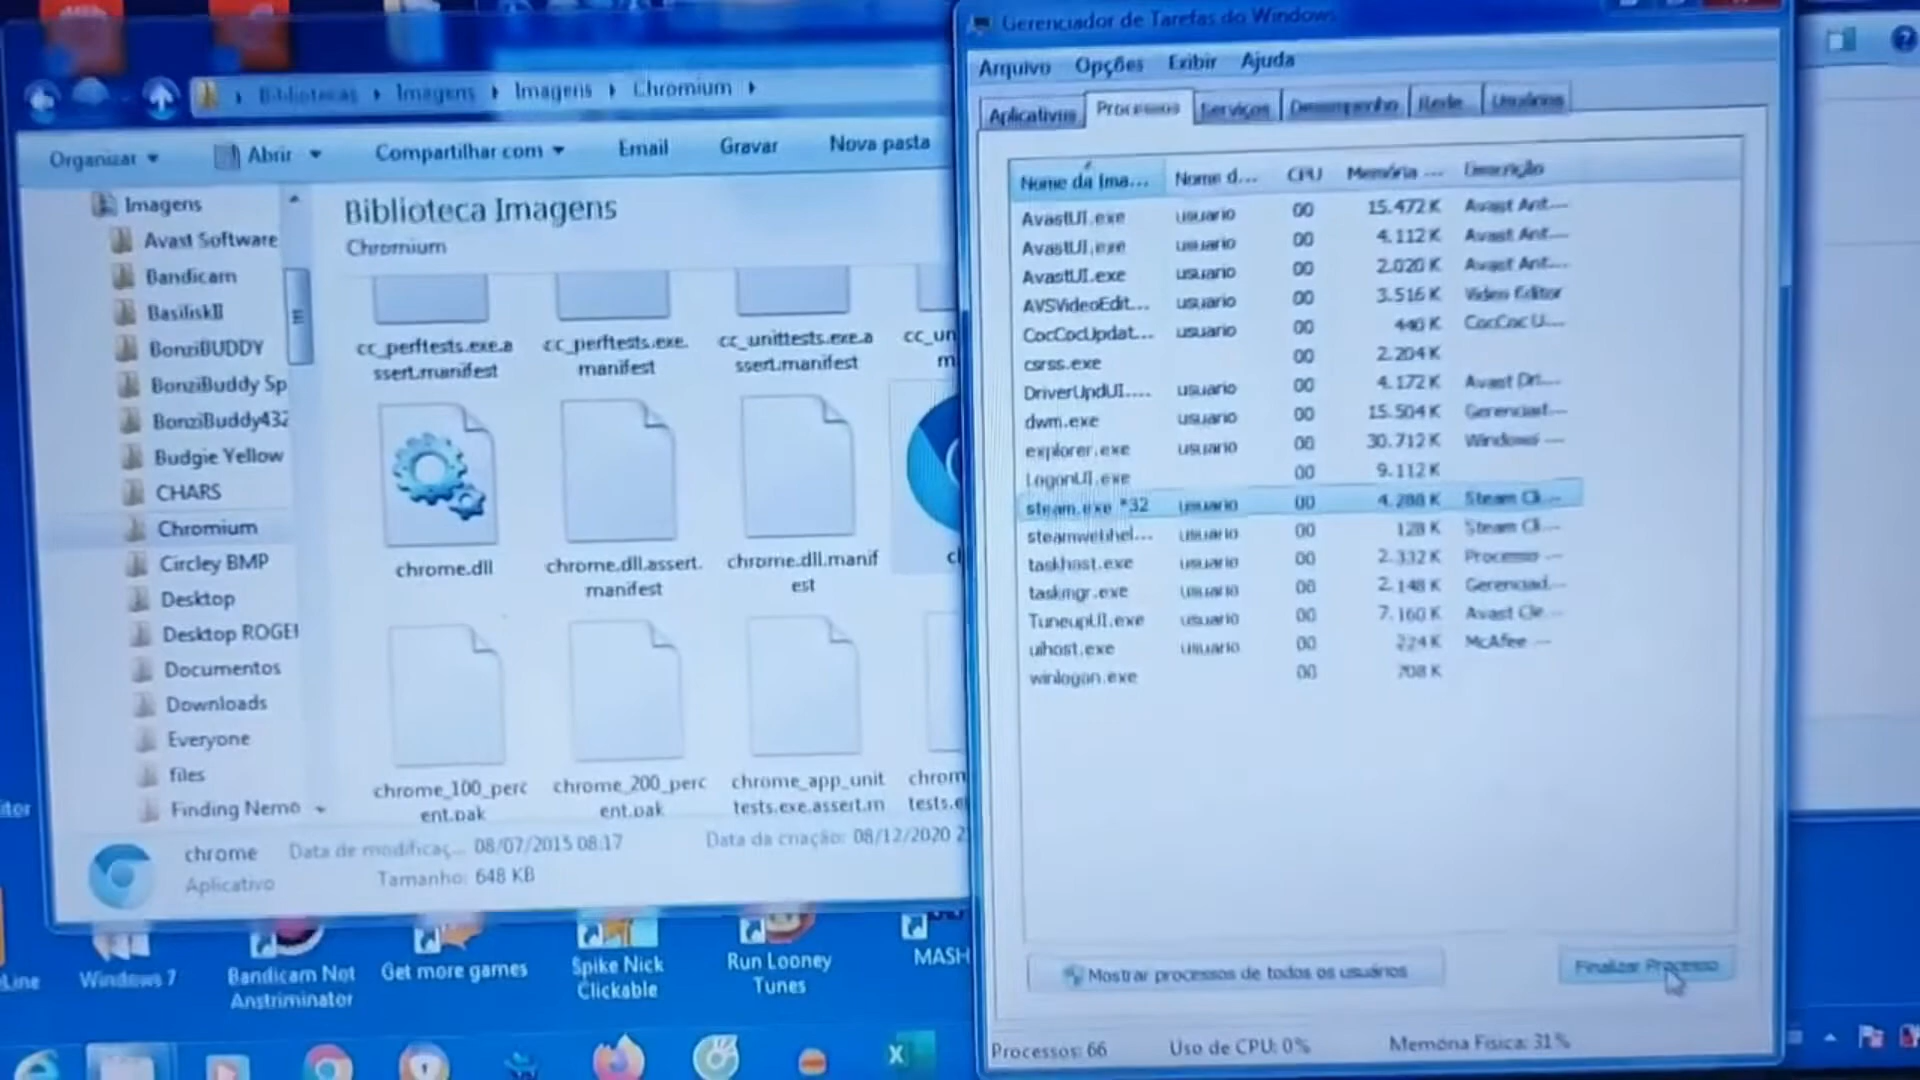 Bibliotecas
Imagens
Imagens
Chromium
Organizar
Abrir
Compartilhar com
Email
Gravar
Nova pasta
Imagens
Avast Software
Bandicam
BasiliskII
BonziBUDDY
BonziBuddy Sp
BonziBuddy432
Budgie Yellow
CHARS
Chromium
Circley BMP
Desktop
Desktop ROGEI
Documentos
Downloads
Everyone
files
Finding Nemo
Biblioteca Imagens
Chromium
cc_perftests.exe.a
ssert.manifest
cc_perftests.exe.
manifest
cc_unittests.exe.a
ssert.manifest
cc_un
m
chrome.dll
chrome.dll.assert.
manifest
chrome.dll.manif
est
cl
chrome_100_perc
ent.pak
chrome_200_perc
ent.pak
chrome_app_unit
tests.exe.assert.m
chrom
tests.e
chrome
Aplicativo
Data de modificaç...
08/07/2015 08:17
Tamanho: 648 KB
Data da criação: 08/12/2020 2
Gerenciador de Tarefas do Windows
Arquivo
Opções
Exibir
Ajuda
Aplicativos
Processos
Serviços
Desempenho
Rede
Usuários
Nome da Ima...
Nome d...
CPU
Memória ...
Descrição
AvastUI.exe usuario 00 15.472 K Avast Ant...
AvastUI.exe usuario 00 4.112 K Avast Ant...
AvastUI.exe usuario 00 2.020 K Avast Ant...
AVSVideoEdit... usuario 00 3.516 K Video Editor
CocCocUpdat... usuario 00 440 K CocCoc U...
csrss.exe 00 2.204 K
DriverUpdUI.... usuario 00 4.172 K Avast Dri...
dwm.exe usuario 00 15.504 K Gerenciad...
explorer.exe usuario 00 30.712 K Windows ...
LogonUI.exe 00 9.112 K
steam.exe *32 usuario 00 4.288 K Steam Cl...
steamwebhel... usuario 00 128 K Steam Cl...
taskhost.exe usuario 00 2.332 K Processo ...
taskmgr.exe usuario 00 2.148 K Gerenciad...
TuneupUI.exe usuario 00 7.160 K Avast Cle...
uihost.exe usuario 00 224 K McAfee ...
winlogon.exe 00 708 K
Mostrar processos de todos os usuários
Finalizar Processo
Processos: 66
Uso de CPU: 0%
Memória Física: 31%
itor
Line
Windows 7
Bandicam Not
Anstriminator
Get more games
Spike Nick
Clickable
Run Looney
Tunes
MASH